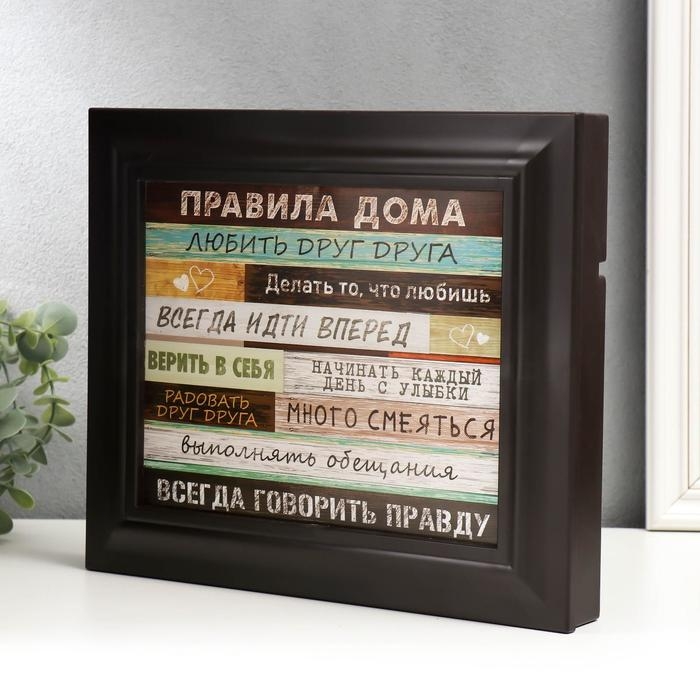 ПРАВИЛА ДОМА
ЛЮБИТЬ ДРУГ ДРУГА
Делать то, что любишь
ВСЕГДА ИДТИ ВПЕРЕД
ВЕРИТЬ В СЕБЯ
НАЧИНАТЬ КАЖДЫЙ
ДЕНЬ С УЛЫБКИ
РАДОВАТЬ
ДРУГ ДРУГА
МНОГО СМЕЯТЬСЯ
выполнять обещания
ВСЕГДА ГОВОРИТЬ ПРАВДУ